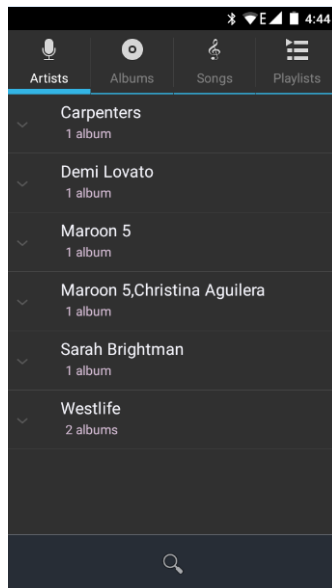 E 4:44
Artists Albums Songs Playlists
Carpenters
1 album
Demi Lovato
1 album
Maroon 5
1 album
Maroon 5,Christina Aguilera
1 album
Sarah Brightman
1 album
Westlife
2 albums